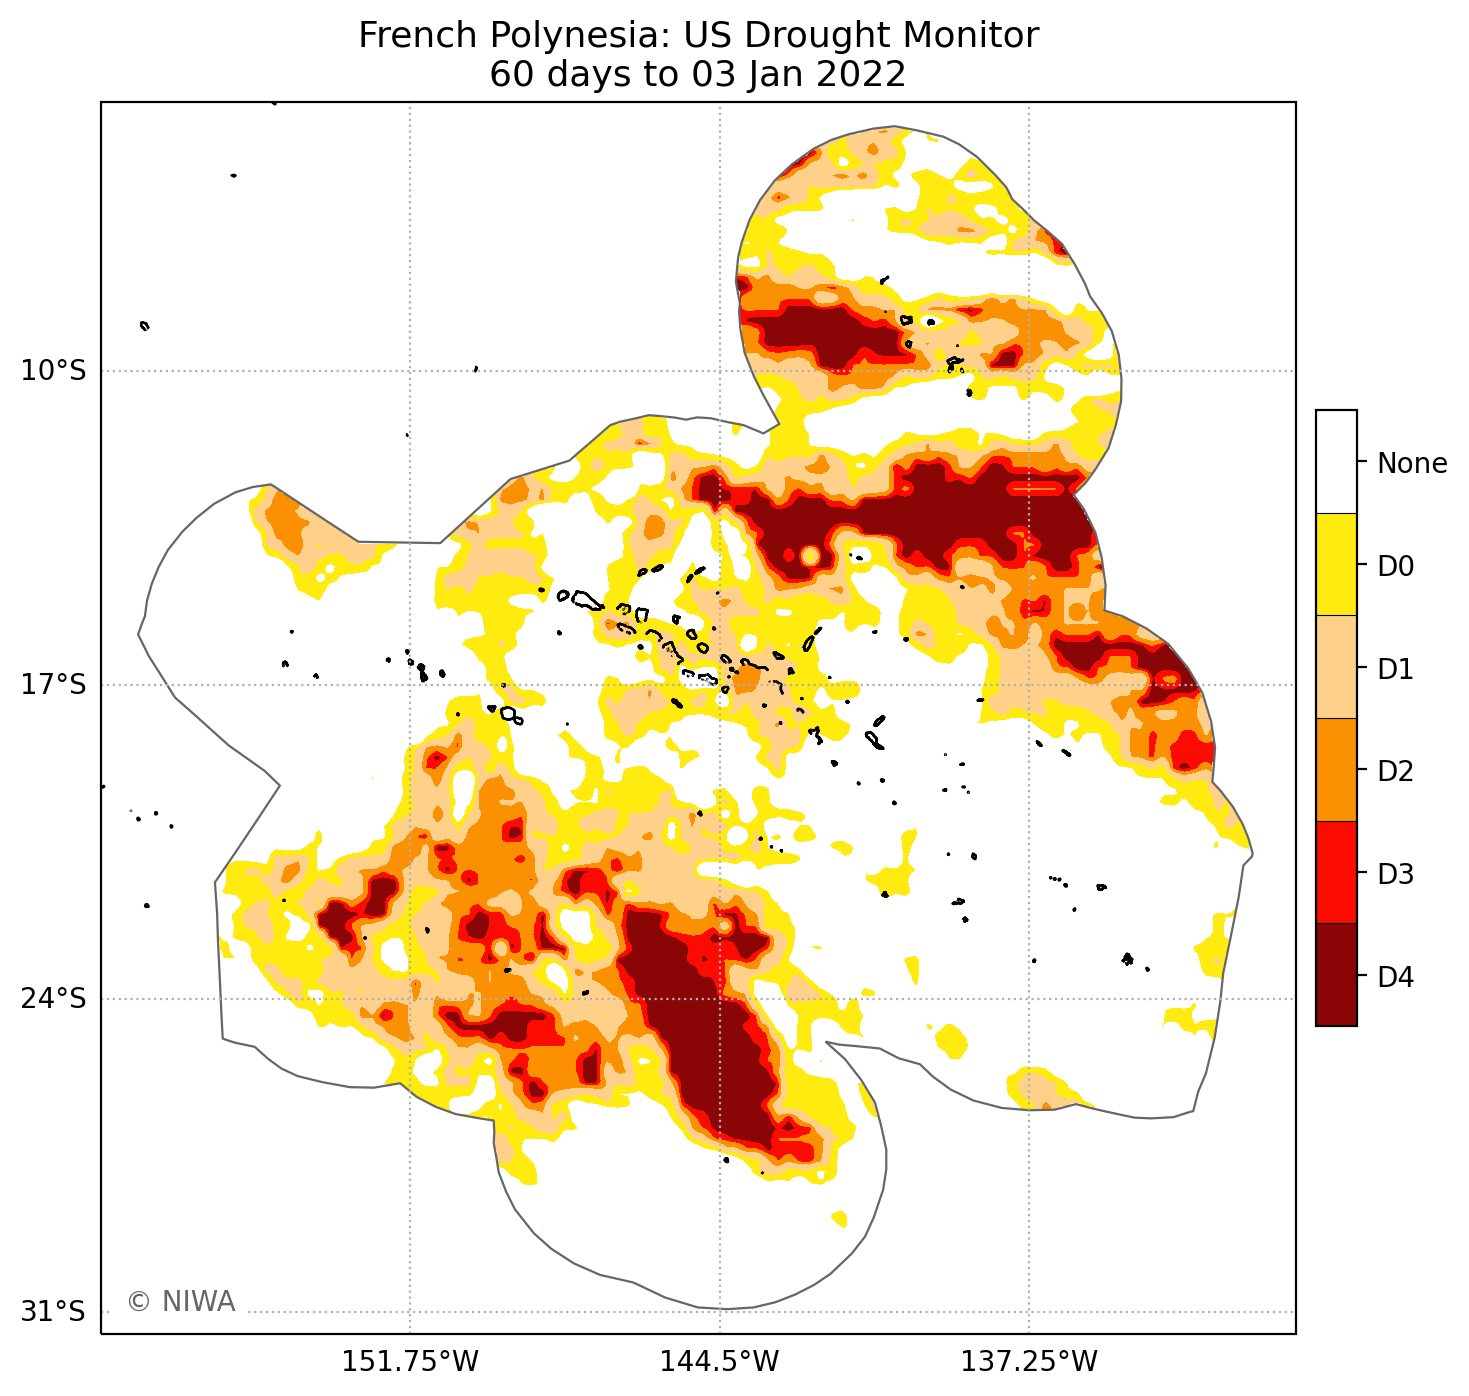 French Polynesia: US Drought Monitor
60 days to 03 Jan 2022
10°S
17°S
24°S
31°S
151.75°W
144.5°W
137.25°W
None
D0
D1
D2
D3
D4
© NIWA